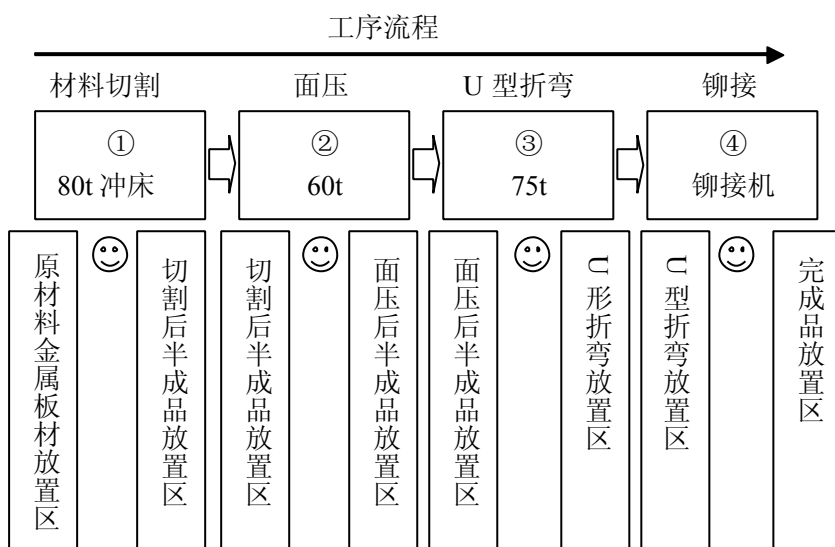 工序流程
材料切割
面压
U 型折弯
铆接
①
80t 冲床
②
60t
③
75t
④
铆接机
原材料金属板材放置区
切割后半成品放置区
切割后半成品放置区
面压后半成品放置区
面压后半成品放置区
U形折弯放置区
U型折弯放置区
完成品放置区